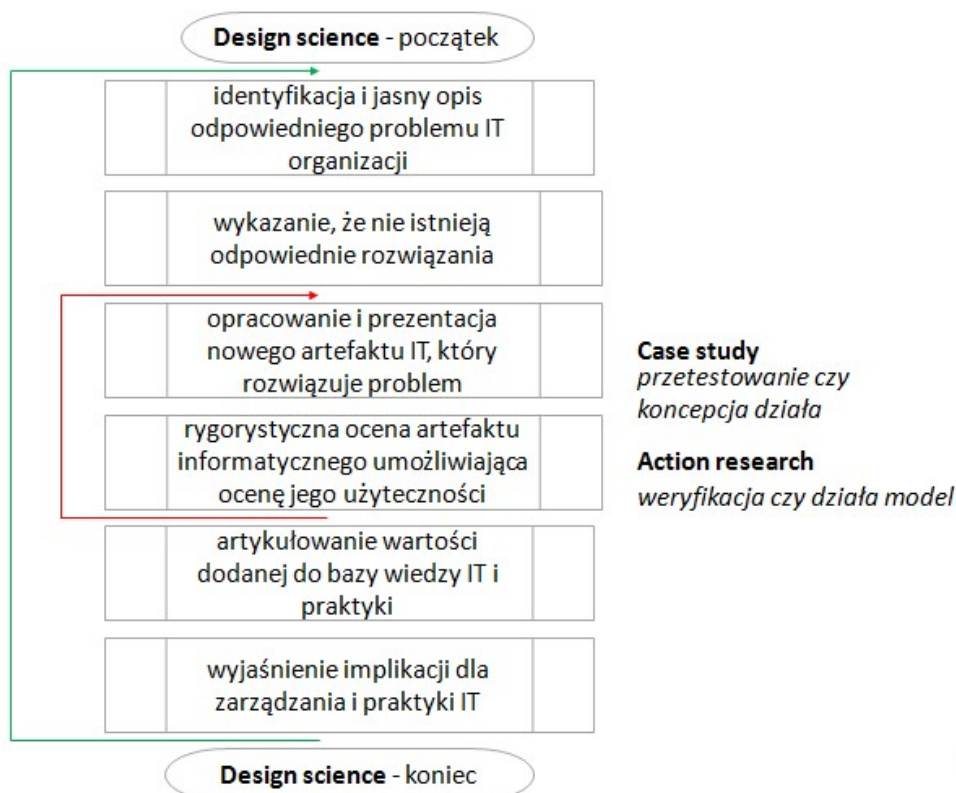 Design science - początek
identyfikacja i jasny opis
odpowiedniego problemu IT
organizacji
wykazanie, że nie istnieją
odpowiednie rozwiązania
opracowanie i prezentacja
nowego artefaktu IT, który
rozwiązuje problem
Case study
przetestowanie czy
koncepcja działa
rygorystyczna ocena artefaktu
informatycznego umożliwiająca
ocenę jego użyteczności
Action research
weryfikacja czy działa model
artykułowanie wartości
dodanej do bazy wiedzy IT i
praktyki
wyjaśnienie implikacji dla
zarządzania i praktyki IT
Design science - koniec